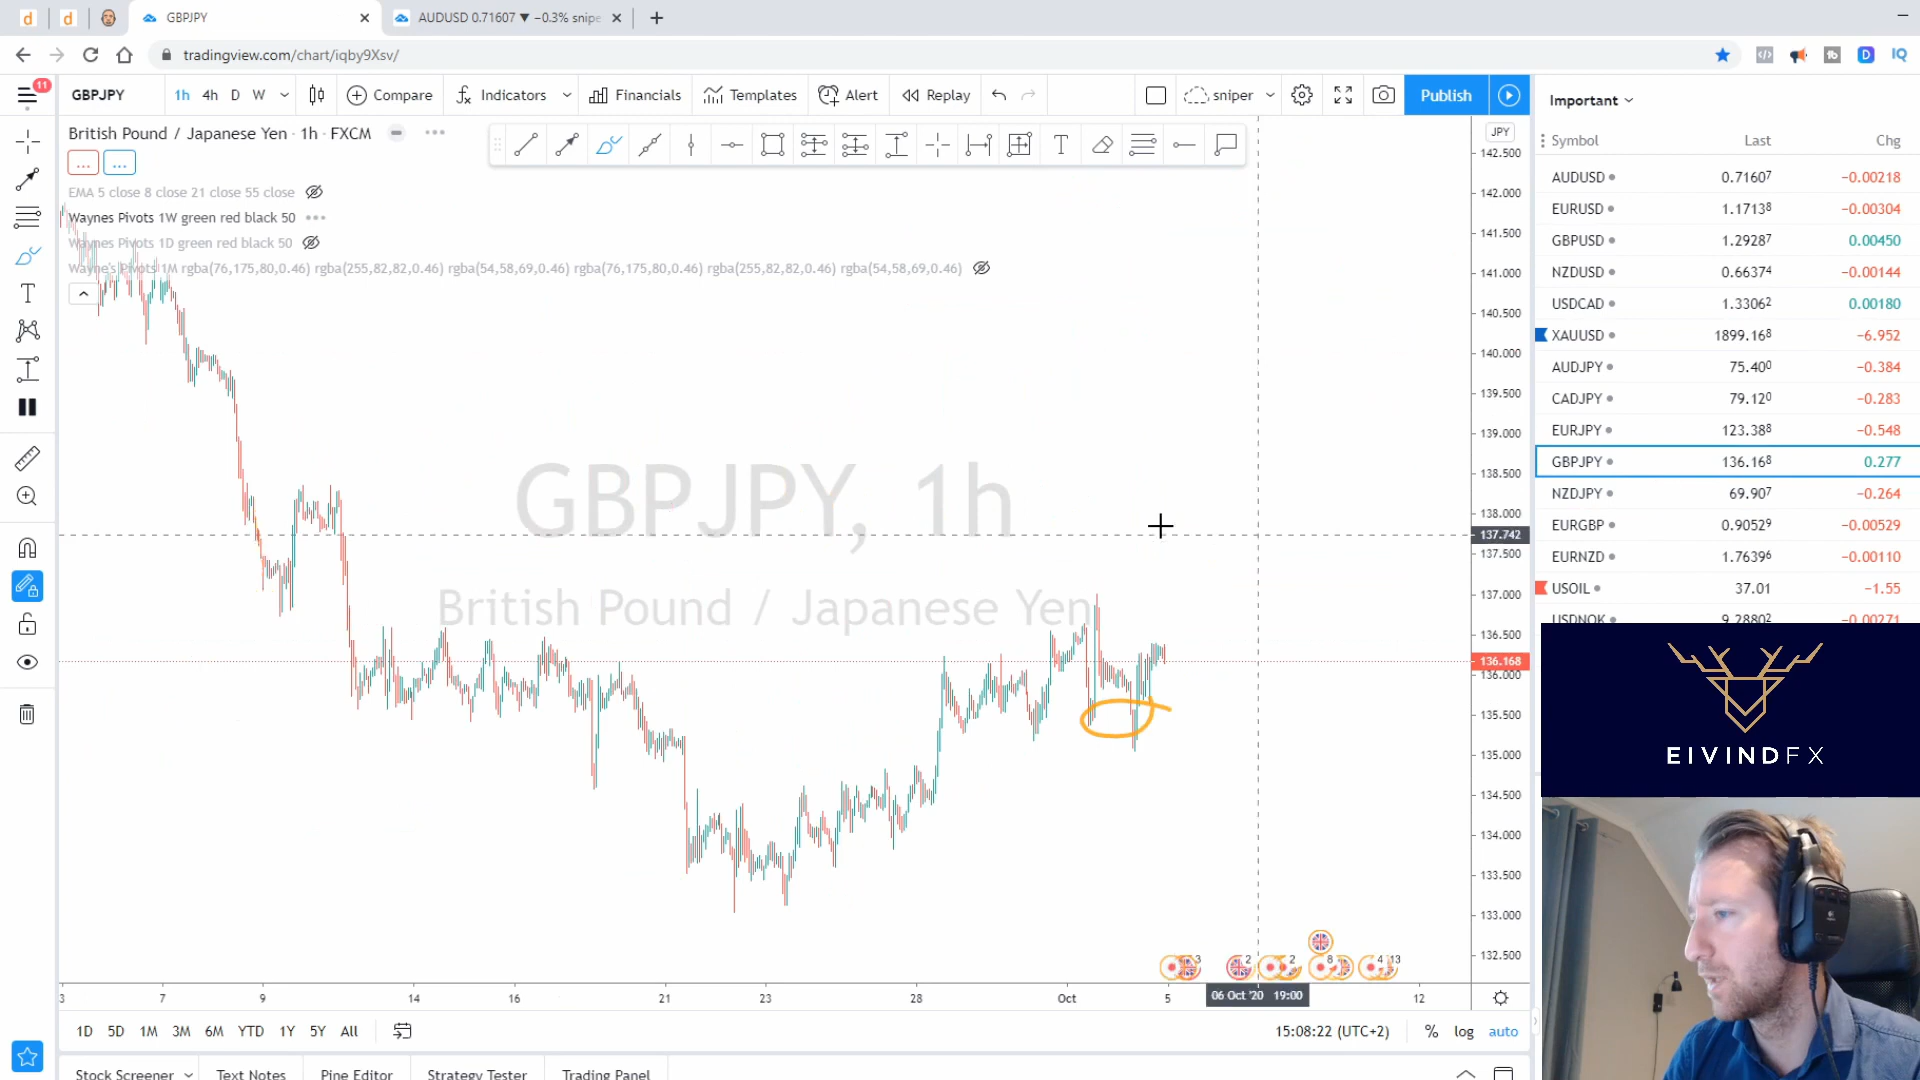 GBPJPY
AUDUSD 0.71607 ▼ −0.3% snipe
tradingview.com/chart/iqby9Xsv/
11
GBPJPY 1h 4h D W Compare Indicators Financials Templates Alert Replay sniper Publish
British Pound / Japanese Yen · 1h · FXCM
EMA 5 close 8 close 21 close 55 close
Waynes Pivots 1W green red black 50
Waynes Pivots 1D green red black 50
Wayne's Pivots 1M rgba(76,175,80,0.46) rgba(255,82,82,0.46) rgba(54,58,69,0.46) rgba(76,175,80,0.46) rgba(255,82,82,0.46) rgba(54,58,69,0.46)
GBPJPY, 1h
British Pound / Japanese Yen
JPY
142.500
142.000
141.500
141.000
140.500
140.000
139.500
139.000
138.500
138.000
137.742
137.500
137.000
136.500
136.168
136.000
135.500
135.000
134.500
134.000
133.500
133.000
132.500
3 2 2 8 4 13
3 7 9 14 16 21 23 28 Oct 5 06 Oct '20 19:00 12
1D 5D 1M 3M 6M YTD 1Y 5Y All 15:08:22 (UTC+2) % log auto
Stock Screener Text Notes Pine Editor Strategy Tester Trading Panel
Important
Symbol Last Chg
AUDUSD 0.71607 −0.00218
EURUSD 1.17138 −0.00304
GBPUSD 1.29287 0.00450
NZDUSD 0.66374 −0.00144
USDCAD 1.33062 0.00180
XAUUSD 1899.168 −6.952
AUDJPY 75.400 −0.384
CADJPY 79.120 −0.283
EURJPY 123.388 −0.548
GBPJPY 136.168 0.277
NZDJPY 69.907 −0.264
EURGBP 0.90529 −0.00529
EURNZD 1.76396 −0.00110
USOIL 37.01 −1.55
USDNOK 9.28802 −0.00271
EIVINDFX